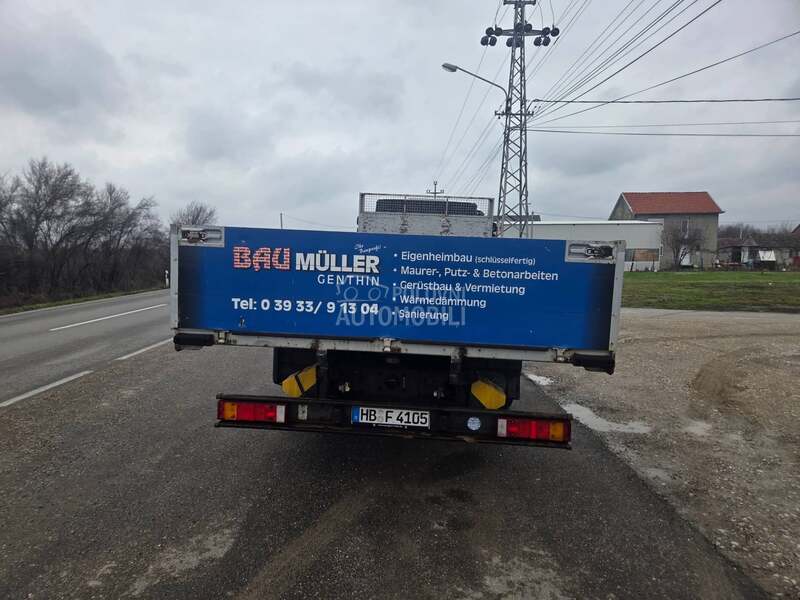 BAU MÜLLER
GENTHIN
Tel: 0 39 33/ 9 13 04
• Eigenheimbau (schlüsselfertig)
• Maurer-, Putz- & Betonarbeiten
• Gerüstbau & Vermietung
• Wärmedämmung
• Sanierung
POLOVNI
AUTOMOBILI
HB F 4105